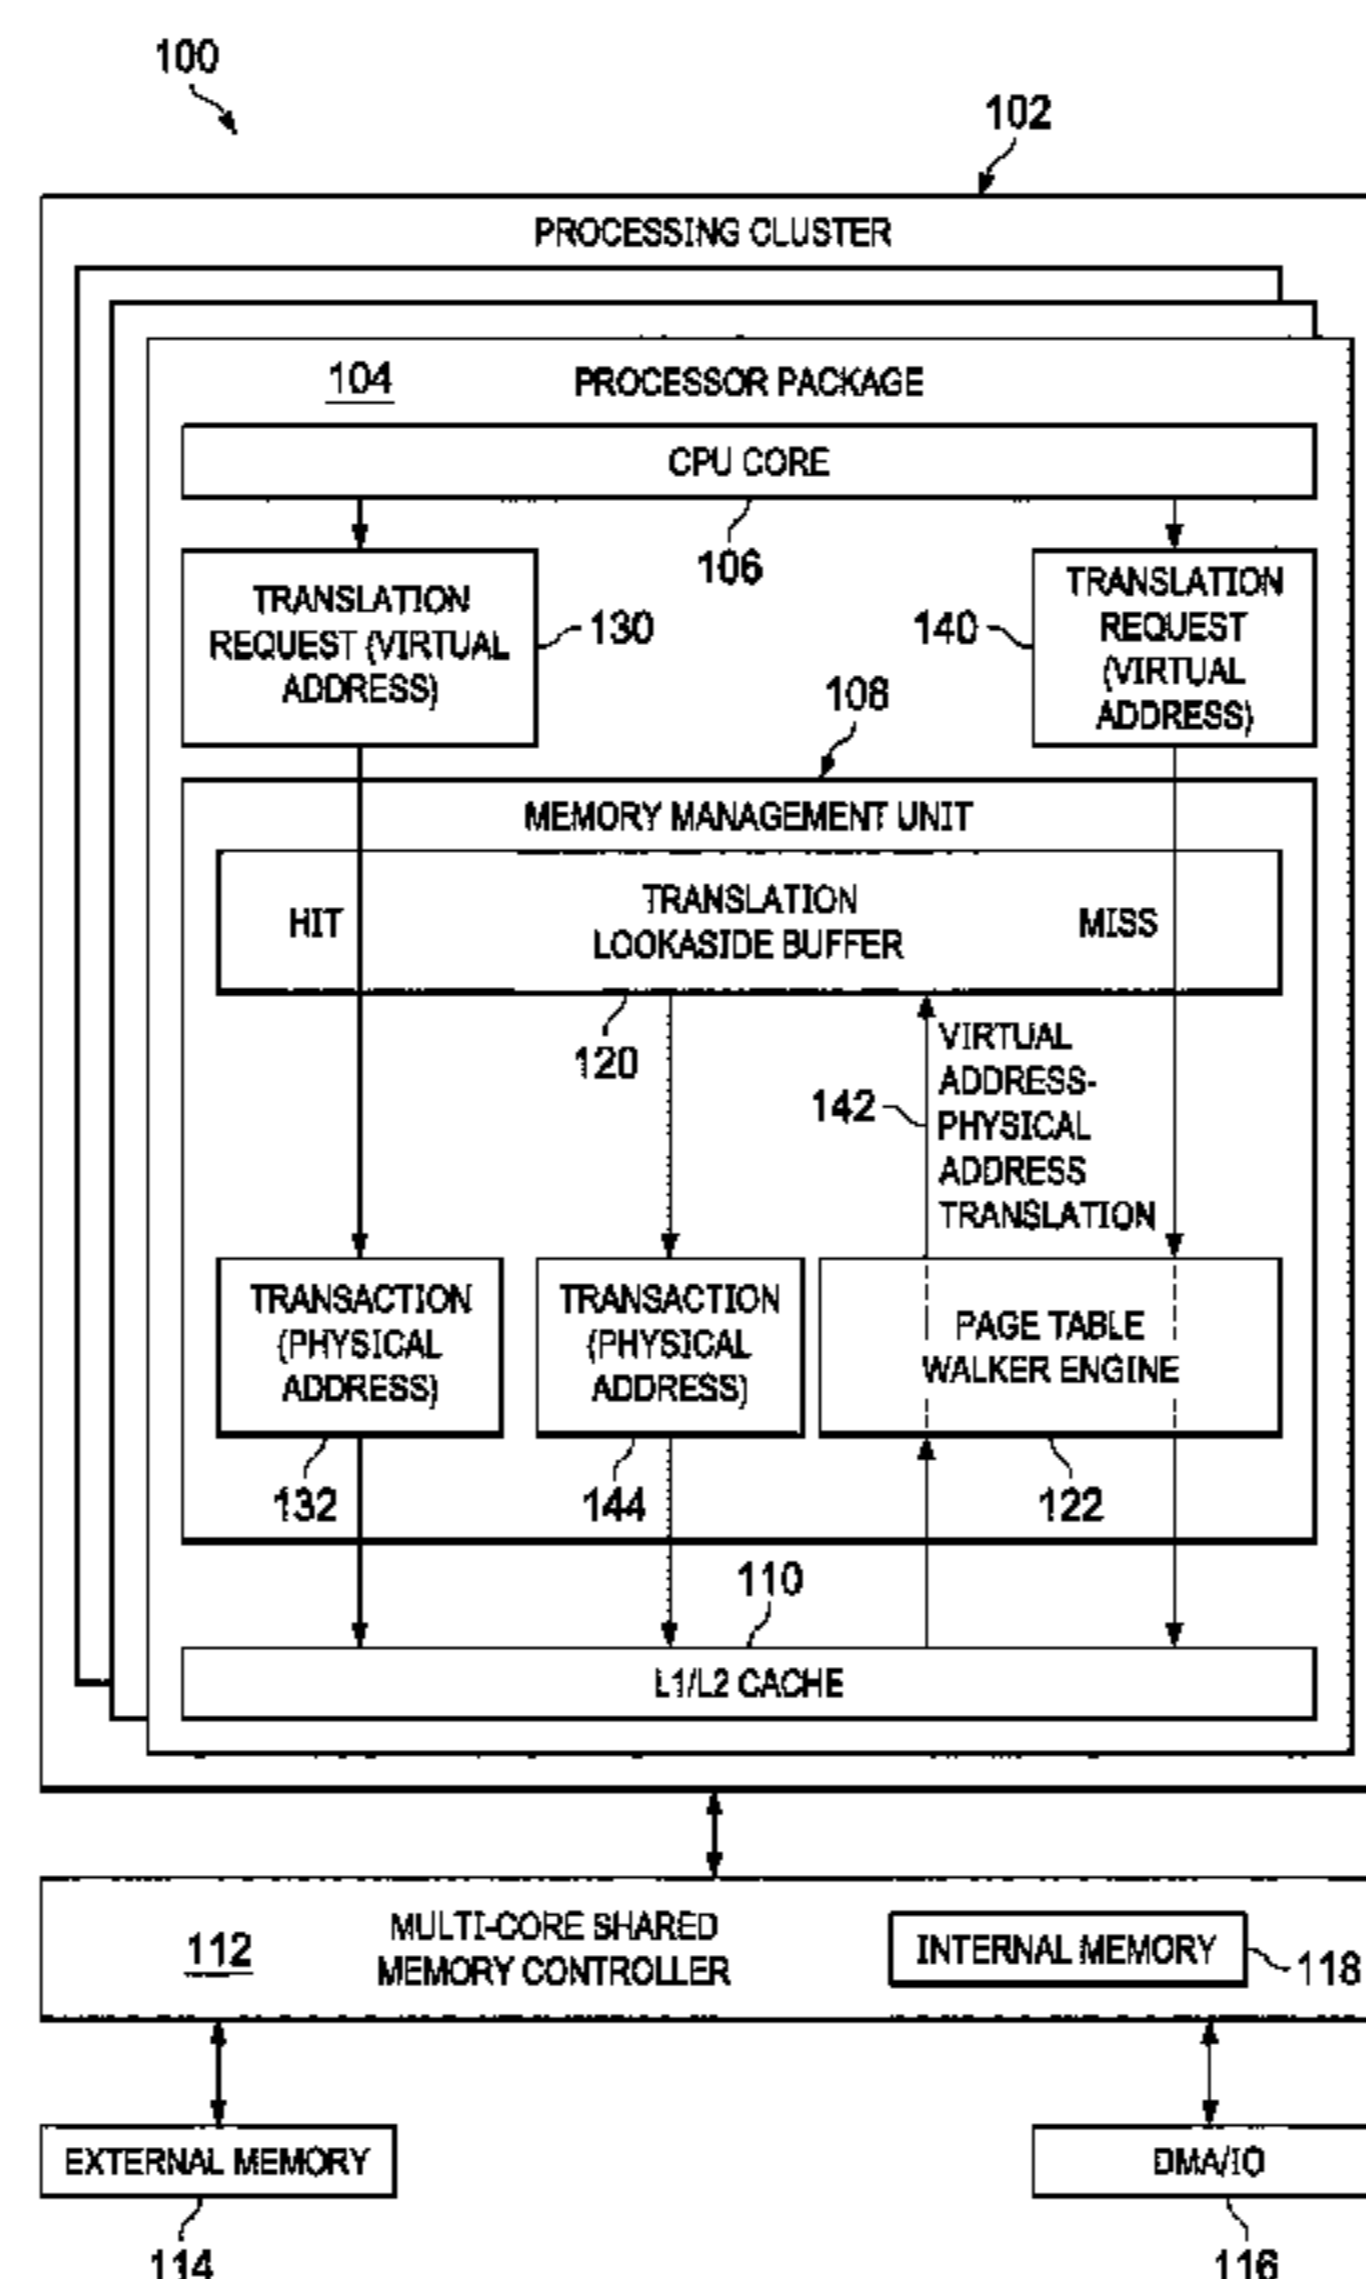 100
102
PROCESSING CLUSTER
104
PROCESSOR PACKAGE
CPU CORE
106
TRANSLATION
REQUEST (VIRTUAL
ADDRESS)
130
140
TRANSLATION
REQUEST
(VIRTUAL
ADDRESS)
108
MEMORY MANAGEMENT UNIT
HIT
TRANSLATION
LOOKASIDE BUFFER
MISS
120
142
VIRTUAL
ADDRESS-
PHYSICAL
ADDRESS
TRANSLATION
TRANSACTION
(PHYSICAL
ADDRESS)
TRANSACTION
(PHYSICAL
ADDRESS)
PAGE TABLE
WALKER ENGINE
132
144
122
110
L1/L2 CACHE
112
MULTI-CORE SHARED
MEMORY CONTROLLER
INTERNAL MEMORY
118
EXTERNAL MEMORY
DMA/IO
114
116